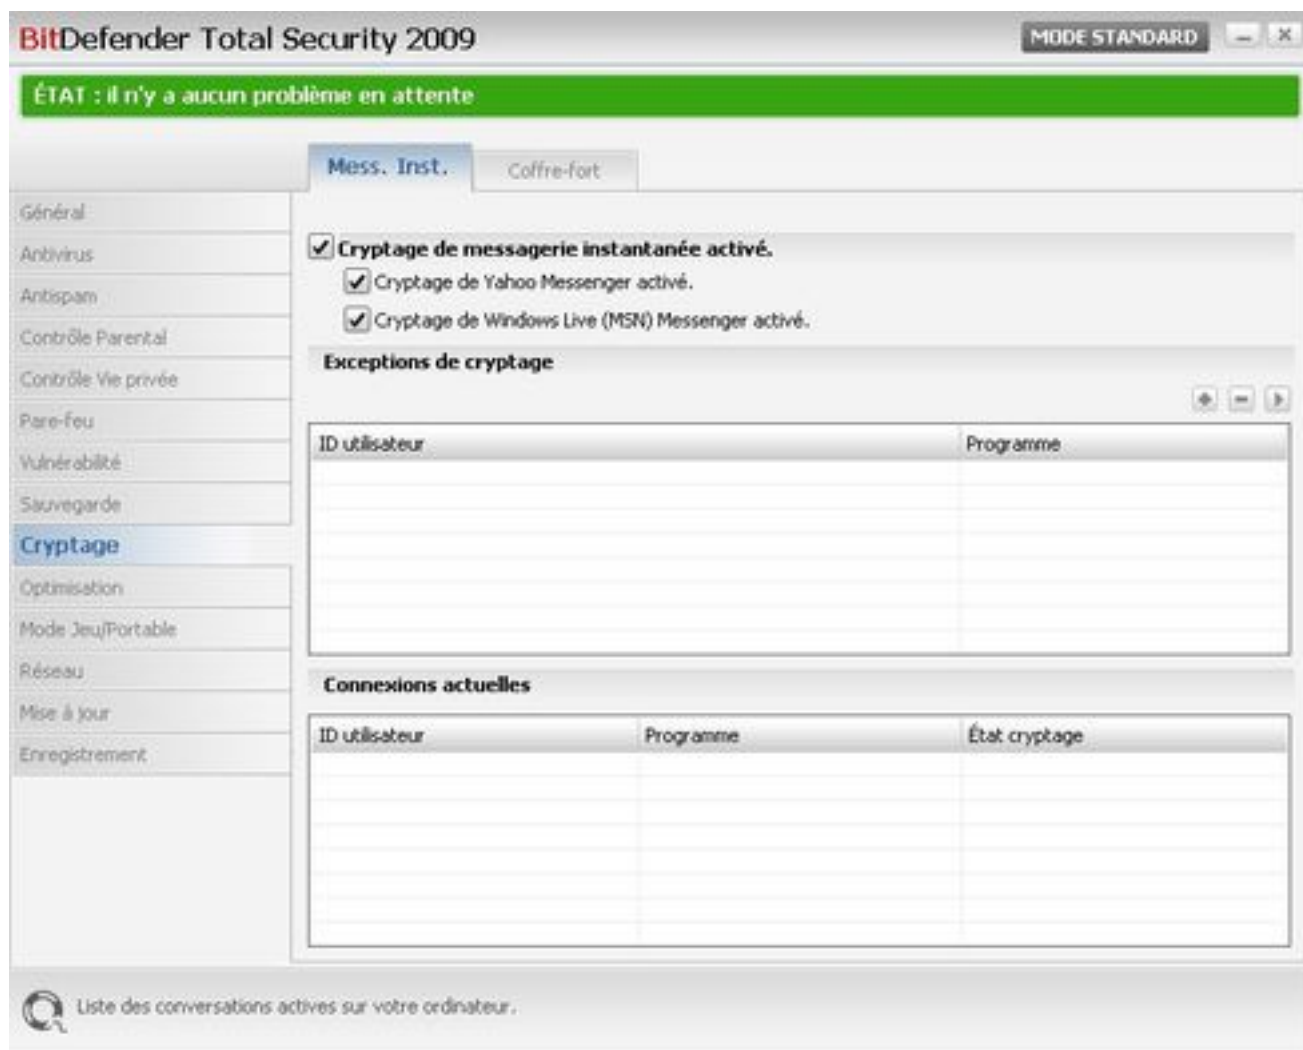 BitDefender Total Security 2009
MODE STANDARD
ÉTAT : il n'y a aucun problème en attente
Mess. Inst.
Coffre-fort
Général
Antivirus
Antispam
Contrôle Parental
Contrôle Vie privée
Pare-feu
Vulnérabilité
Sauvegarde
Cryptage
Optimisation
Mode Jeu/Portable
Réseau
Mise à jour
Enregistrement
Cryptage de messagerie instantanée activé.
Cryptage de Yahoo Messenger activé.
Cryptage de Windows Live (MSN) Messenger activé.
Exceptions de cryptage
ID utilisateur Programme
Connexions actuelles
ID utilisateur Programme État cryptage
Liste des conversations actives sur votre ordinateur.